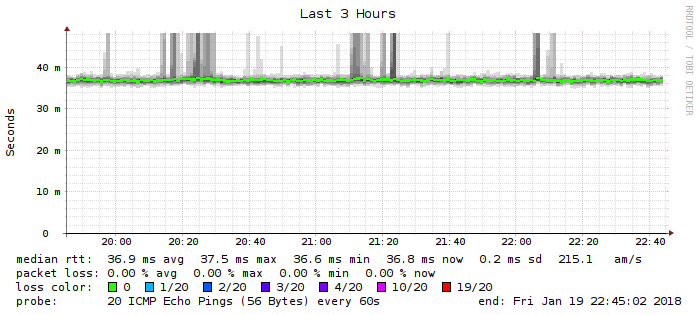 Last 3 Hours
RRDTOOL / TOBI OETIKER
Seconds
40 m
30 m
20 m
10 m
0
20:00 20:20 20:40 21:00 21:20 21:40 22:00 22:20 22:40
median rtt: 36.9 ms avg 37.5 ms max 36.6 ms min 36.8 ms now 0.2 ms sd 215.1 am/s
packet loss: 0.00 % avg 0.00 % max 0.00 % min 0.00 % now
loss color: 0 1/20 2/20 3/20 4/20 10/20 19/20
probe: 20 ICMP Echo Pings (56 Bytes) every 60s end: Fri Jan 19 22:45:02 2018